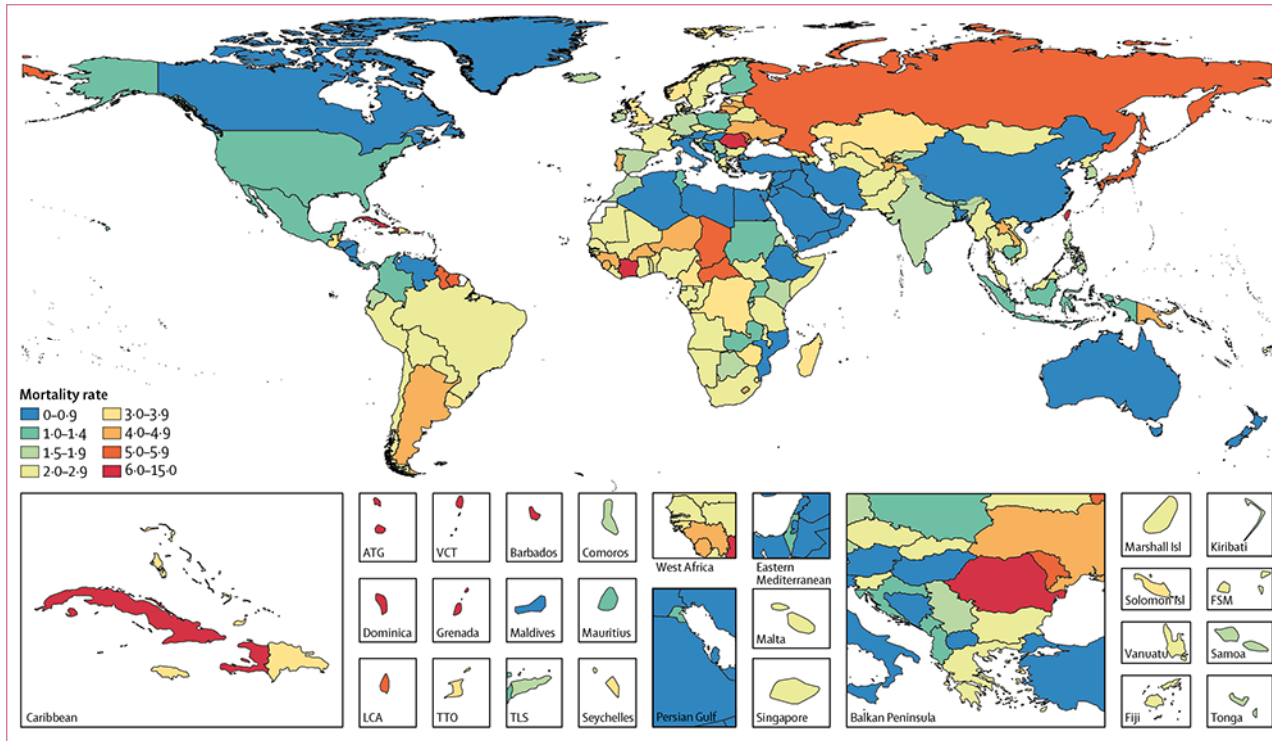 Mortality rate
0–0·9
1·0–1·4
1·5–1·9
2·0–2·9
3·0–3·9
4·0–4·9
5·0–5·9
6·0–15·0
Caribbean
ATG
VCT
Barbados
Comoros
West Africa
Eastern
Mediterranean
Marshall Isl
Kiribati
Dominica
Grenada
Maldives
Mauritius
Malta
Solomon Isl
FSM
Vanuatu
Samoa
LCA
TTO
TLS
Seychelles
Persian Gulf
Singapore
Balkan Peninsula
Fiji
Tonga